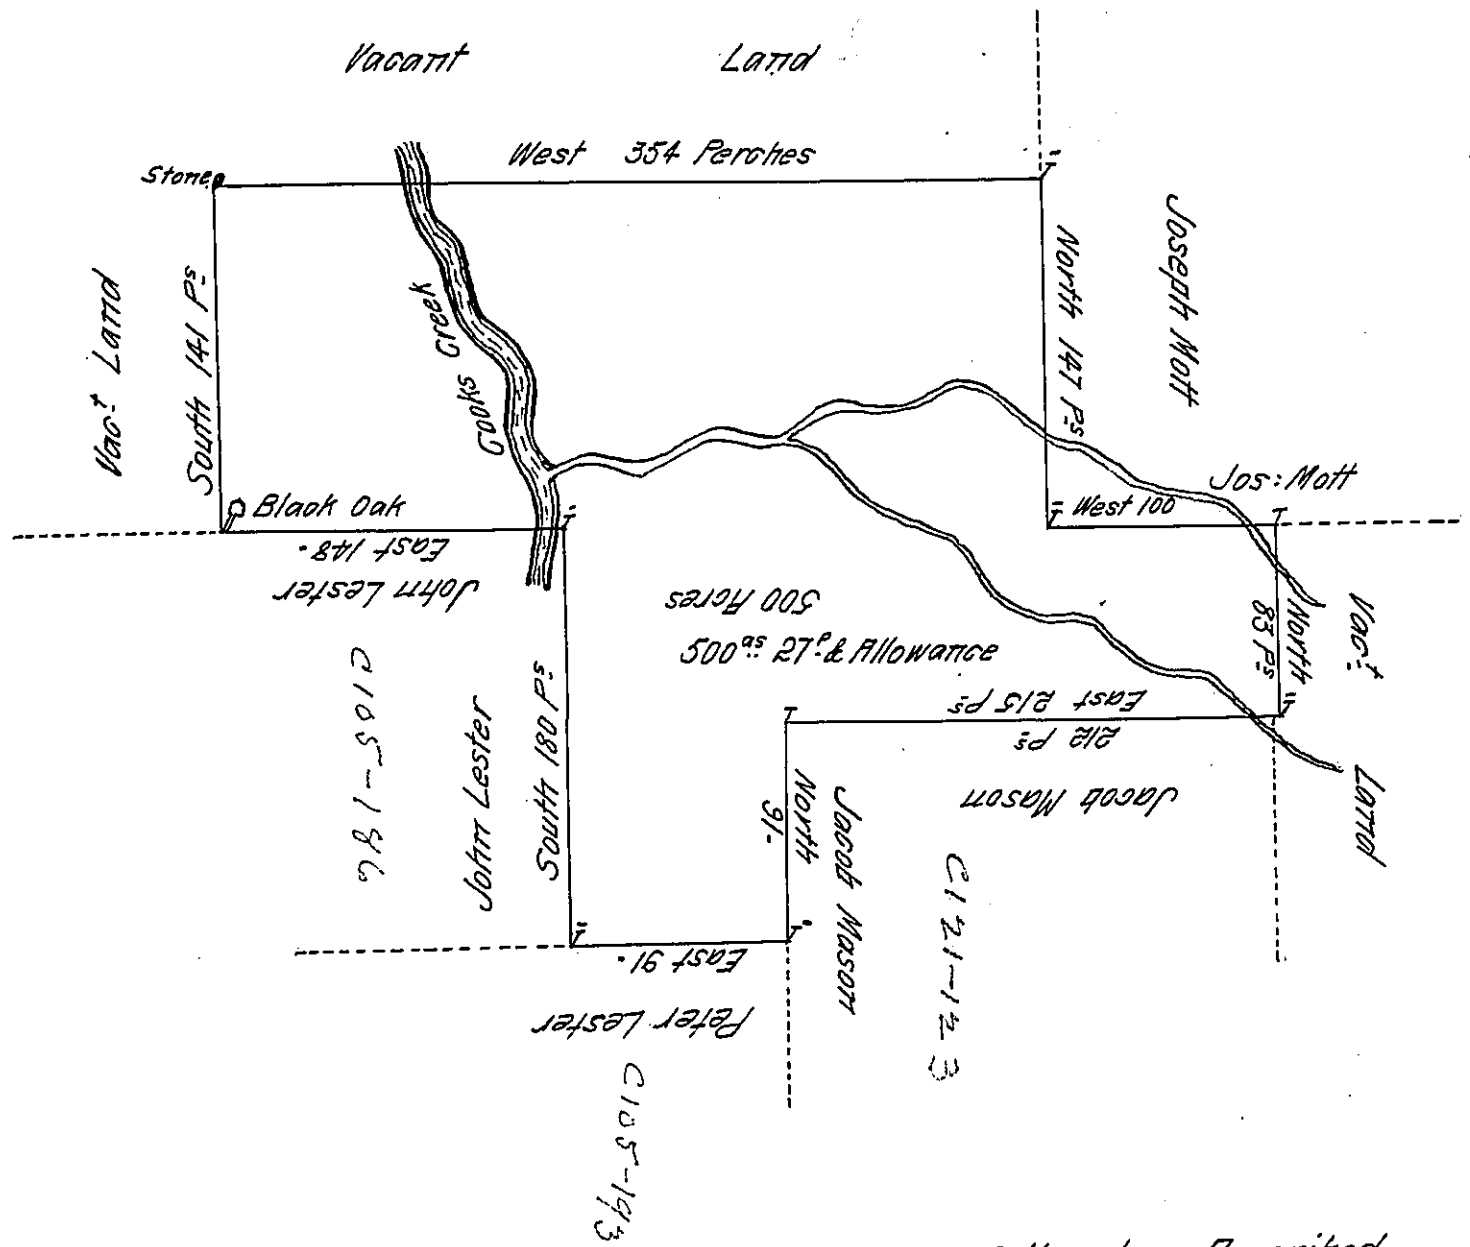 Vacant Land
West 354 Perches
Stone
Joseph Mott
North 147 Ps
Vact Land
South 141 Ps
Cooks Creek
Jos: Mott
West 100
Black Oak
East 148.
John Lester
500 Acres
500as 27p & Allowance
North
83 Ps
Vact Land
East 215 Ps
212 Ps
Jacob Mason
C105-186
John Lester
South 180 Ps
North
91.
Jacob Mason
C121-123
East 91.
Peter Lester
C105-193